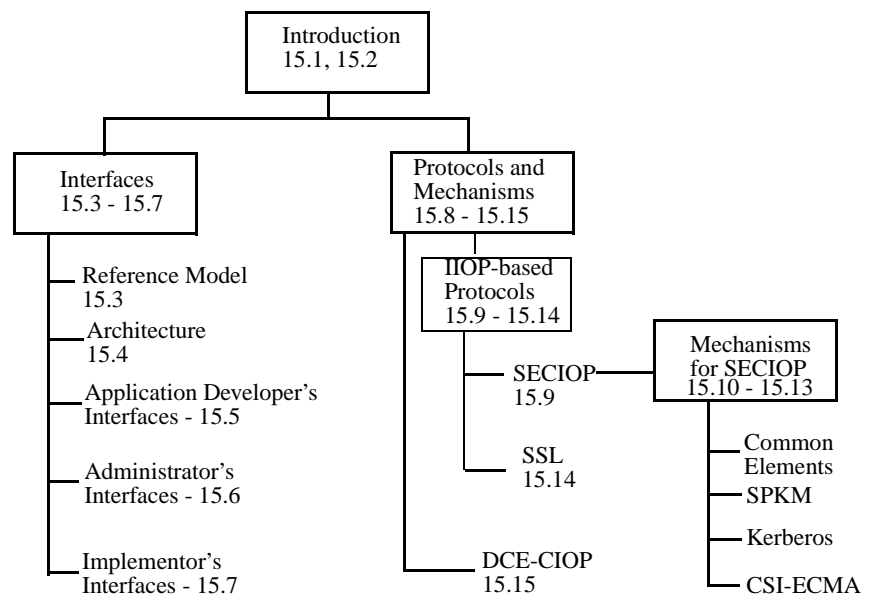 Introduction
15.1, 15.2
Interfaces
15.3 - 15.7
Reference Model
15.3
Architecture
15.4
Application Developer's
Interfaces - 15.5
Administrator's
Interfaces - 15.6
Implementor's
Interfaces - 15.7
Protocols and
Mechanisms
15.8 - 15.15
IIOP-based
Protocols
15.9 - 15.14
SECIOP
15.9
SSL
15.14
DCE-CIOP
15.15
Mechanisms
for SECIOP
15.10 - 15.13
Common
Elements
SPKM
Kerberos
CSI-ECMA